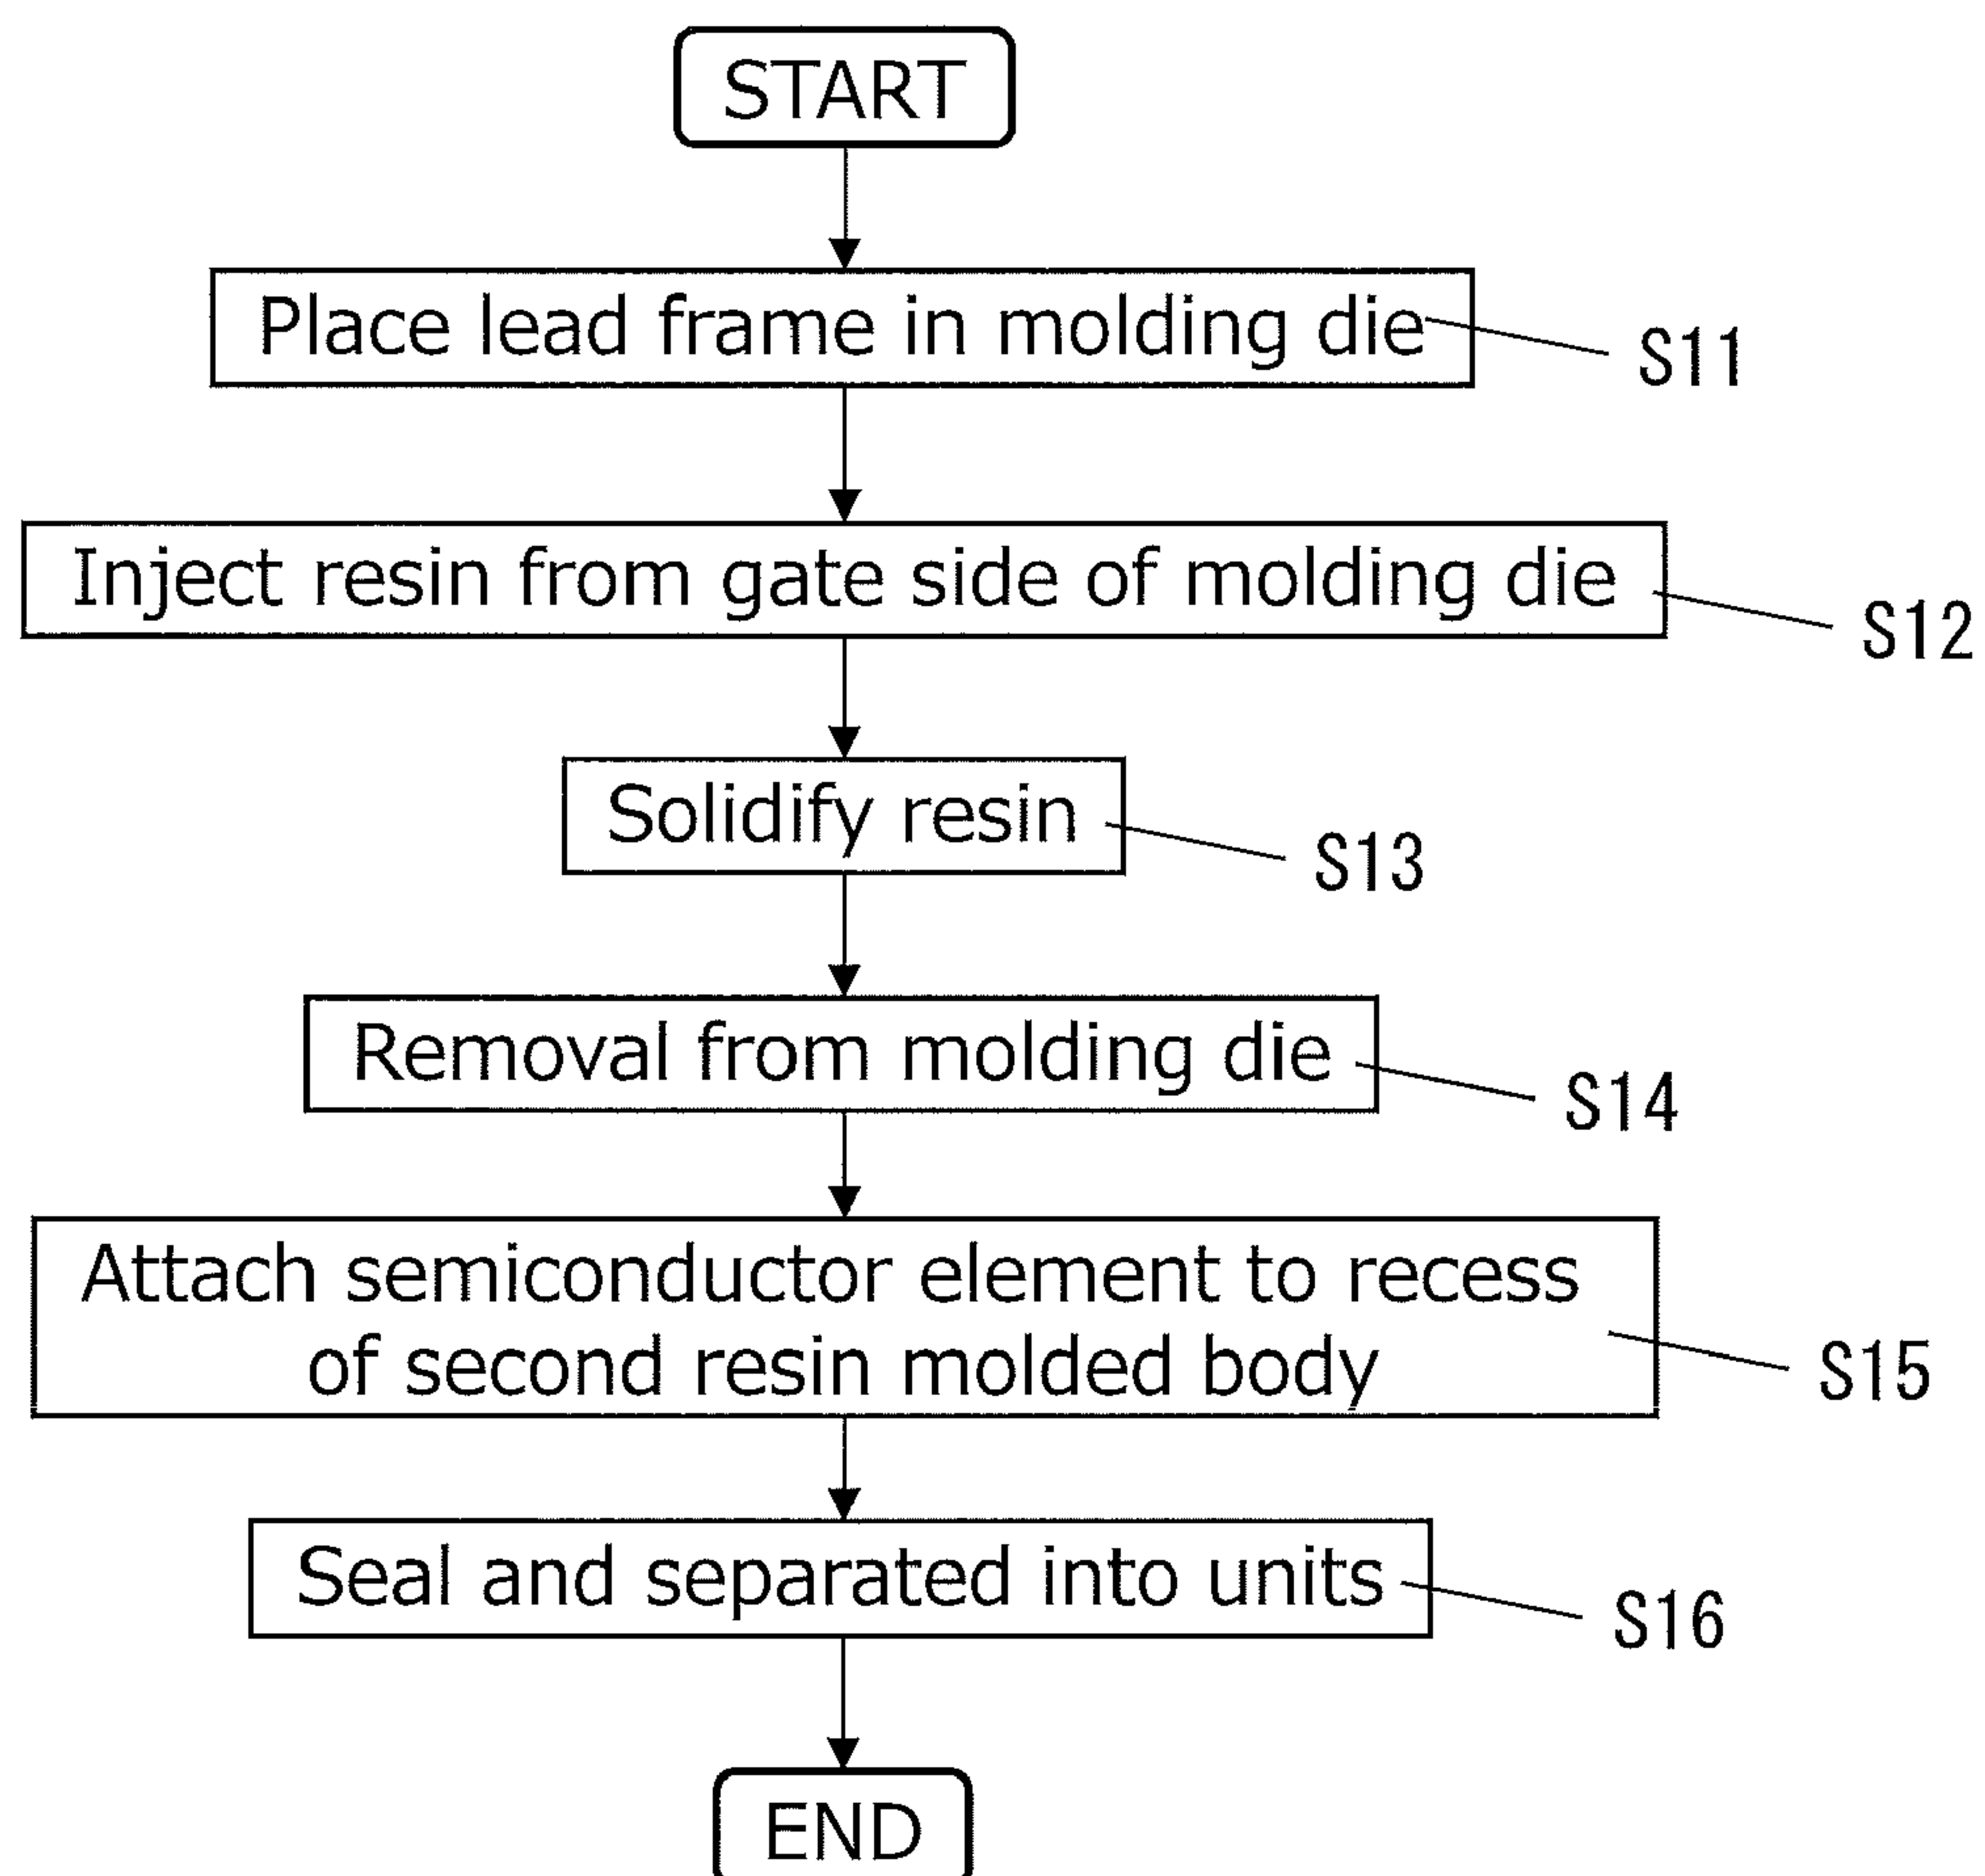 START
Place lead frame in molding die
S11
Inject resin from gate side of molding die
S12
Solidify resin
S13
Removal from molding die
S14
Attach semiconductor element to recess
of second resin molded body
S15
Seal and separated into units
S16
END